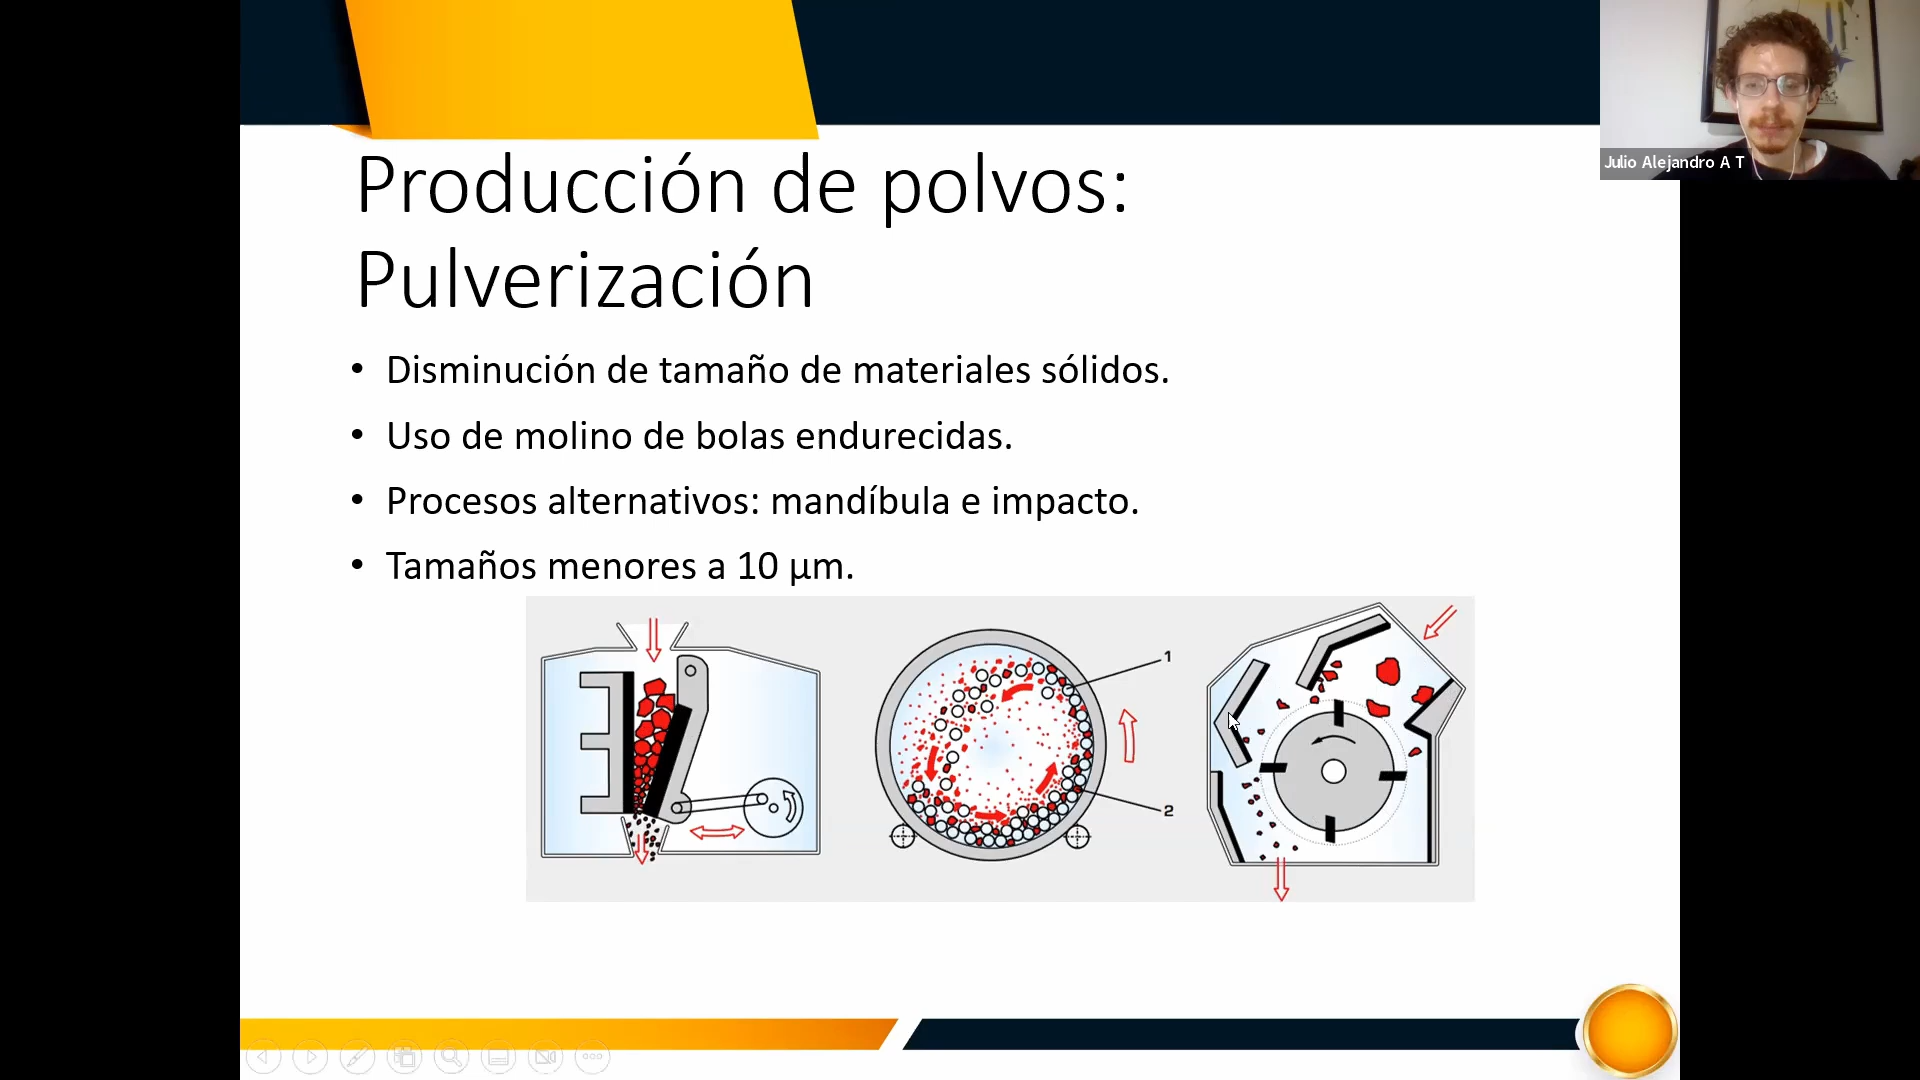 Julio Alejandro A T
Producción de polvos:
Pulverización
• Disminución de tamaño de materiales sólidos.
• Uso de molino de bolas endurecidas.
• Procesos alternativos: mandíbula e impacto.
• Tamaños menores a 10 µm.
1
2